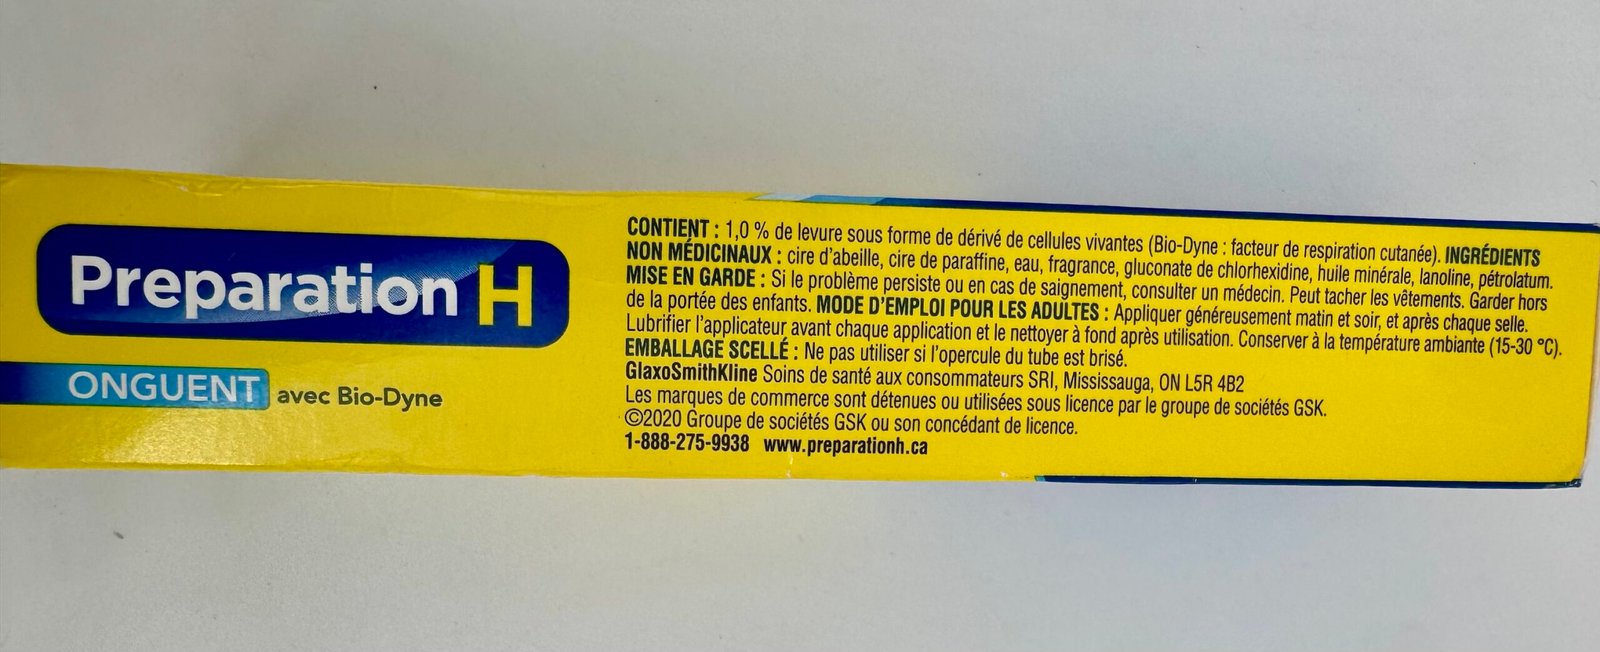 Preparation H
ONGUENT avec Bio-Dyne
CONTIENT : 1,0 % de levure sous forme de dérivé de cellules vivantes (Bio-Dyne : facteur de respiration cutanée). INGRÉDIENTS
NON MÉDICINAUX : cire d'abeille, cire de paraffine, eau, fragrance, gluconate de chlorhexidine, huile minérale, lanoline, pétrolatum.
MISE EN GARDE : Si le problème persiste ou en cas de saignement, consulter un médecin. Peut tacher les vêtements. Garder hors
de la portée des enfants. MODE D'EMPLOI POUR LES ADULTES : Appliquer généreusement matin et soir, et après chaque selle.
Lubrifier l'applicateur avant chaque application et le nettoyer à fond après utilisation. Conserver à la température ambiante (15-30 °C).
EMBALLAGE SCELLÉ : Ne pas utiliser si l'opercule du tube est brisé.
GlaxoSmithKline Soins de santé aux consommateurs SRI, Mississauga, ON L5R 4B2
Les marques de commerce sont détenues ou utilisées sous licence par le groupe de sociétés GSK.
©2020 Groupe de sociétés GSK ou son concédant de licence.
1-888-275-9938 www.preparationh.ca